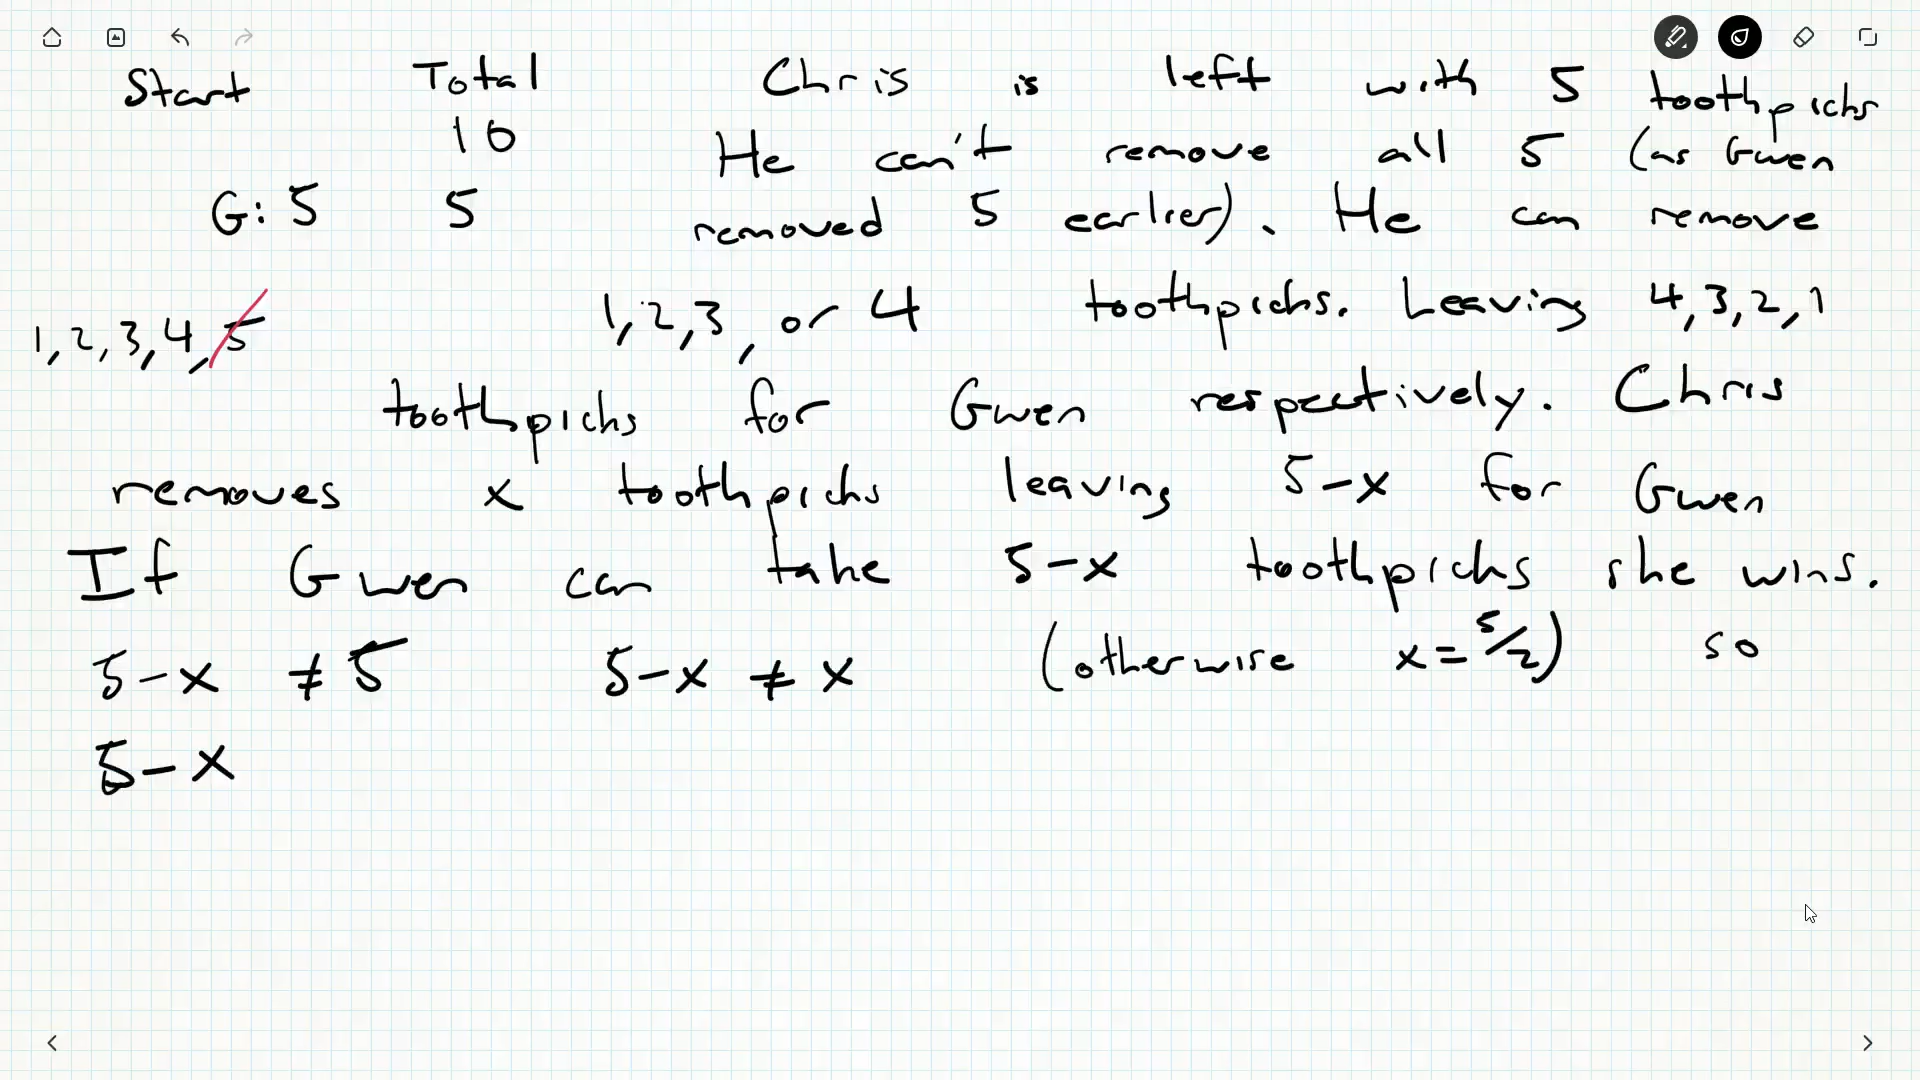 Start Total Chris is left with 5 toothpicks
10 He can't remove all 5 (as Gwen
G: 5 5 removed 5 earlier). He can remove
1, 2, 3, 4, 5 1, 2, 3, or 4 toothpicks. Leaving 4, 3, 2, 1
toothpicks for Gwen respectively. Chris
removes x toothpicks leaving 5-x for Gwen
If Gwen can take 5-x toothpicks she wins.
5-x ≠ 5 5-x ≠ x (otherwise x = 5/2) so
5-x